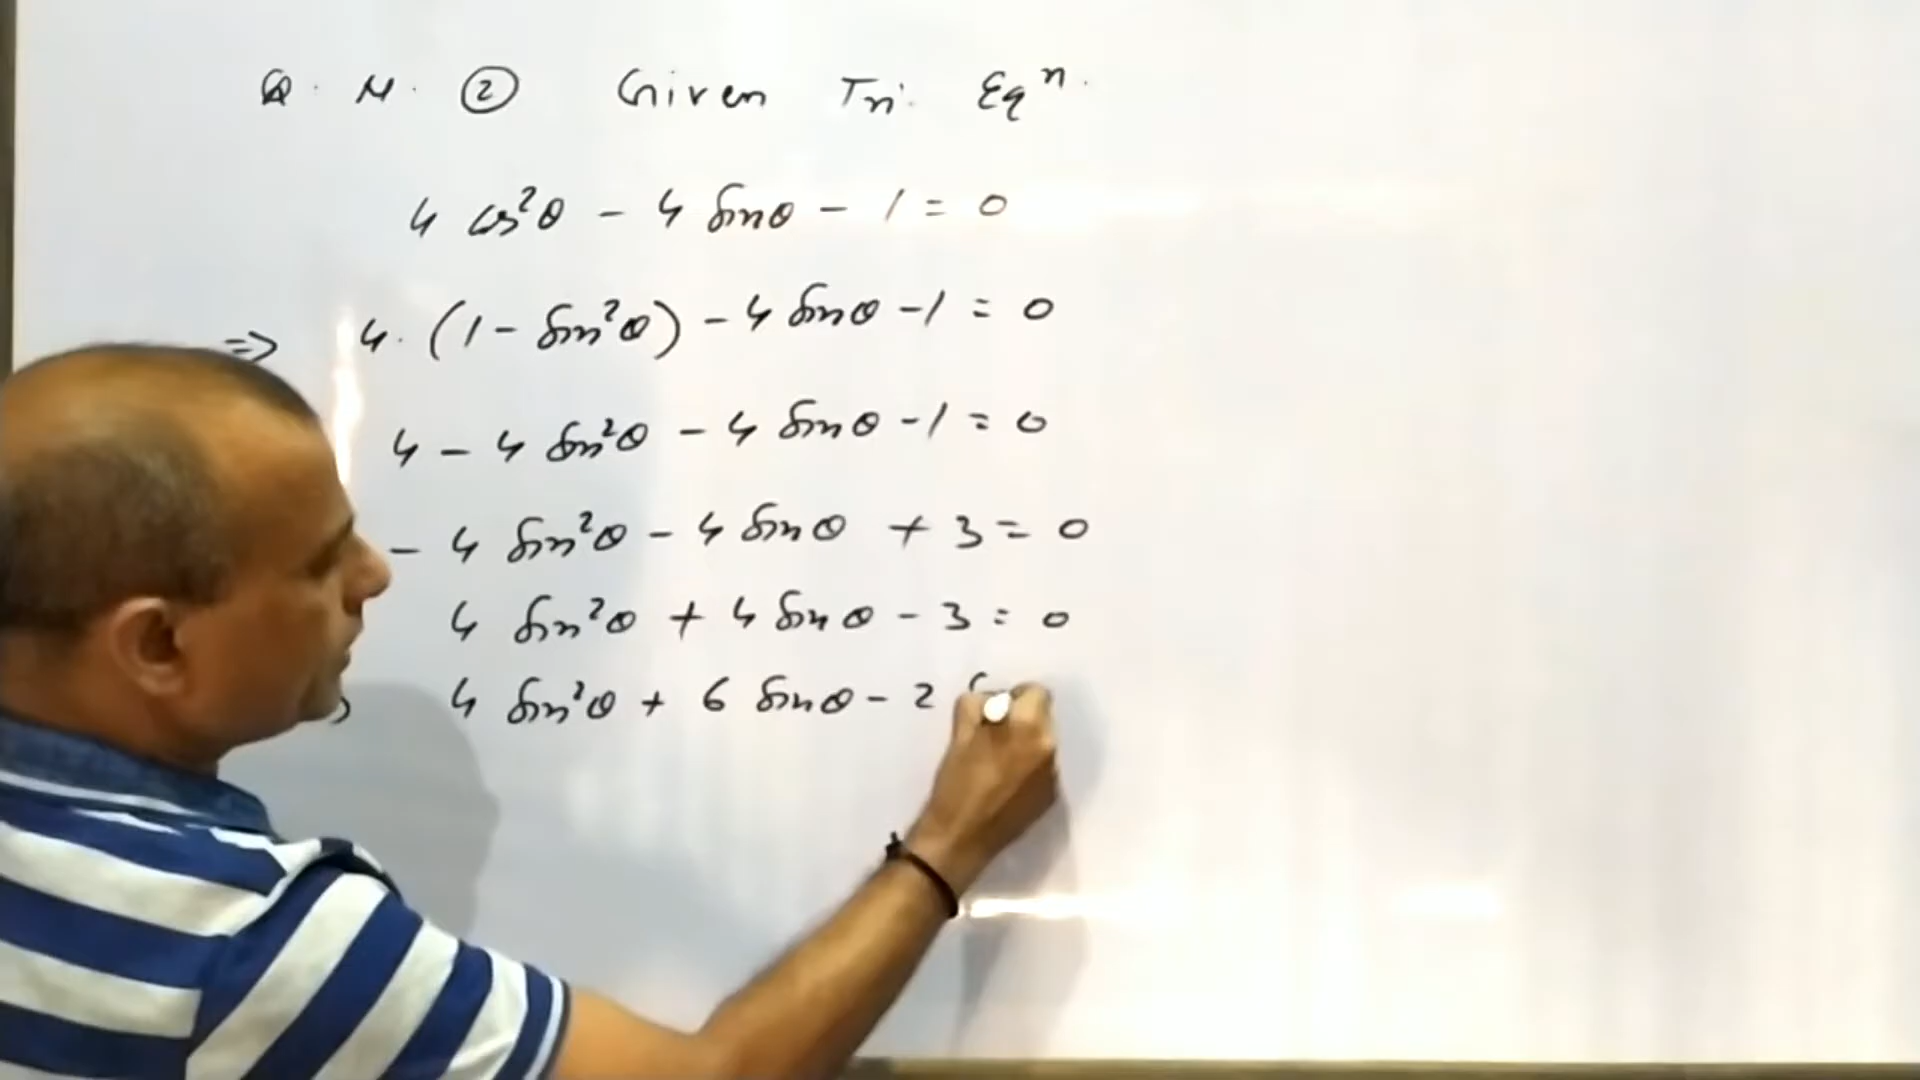 Q. N. ② Given Tri. Eqⁿ.
4 cos²θ - 4 sinθ - 1 = 0
=> 4. (1 - sin²θ) - 4 sinθ - 1 = 0
4 - 4 sin²θ - 4 sinθ - 1 = 0
- 4 sin²θ - 4 sinθ + 3 = 0
4 sin²θ + 4 sinθ - 3 = 0
4 sin²θ + 6 sinθ - 2